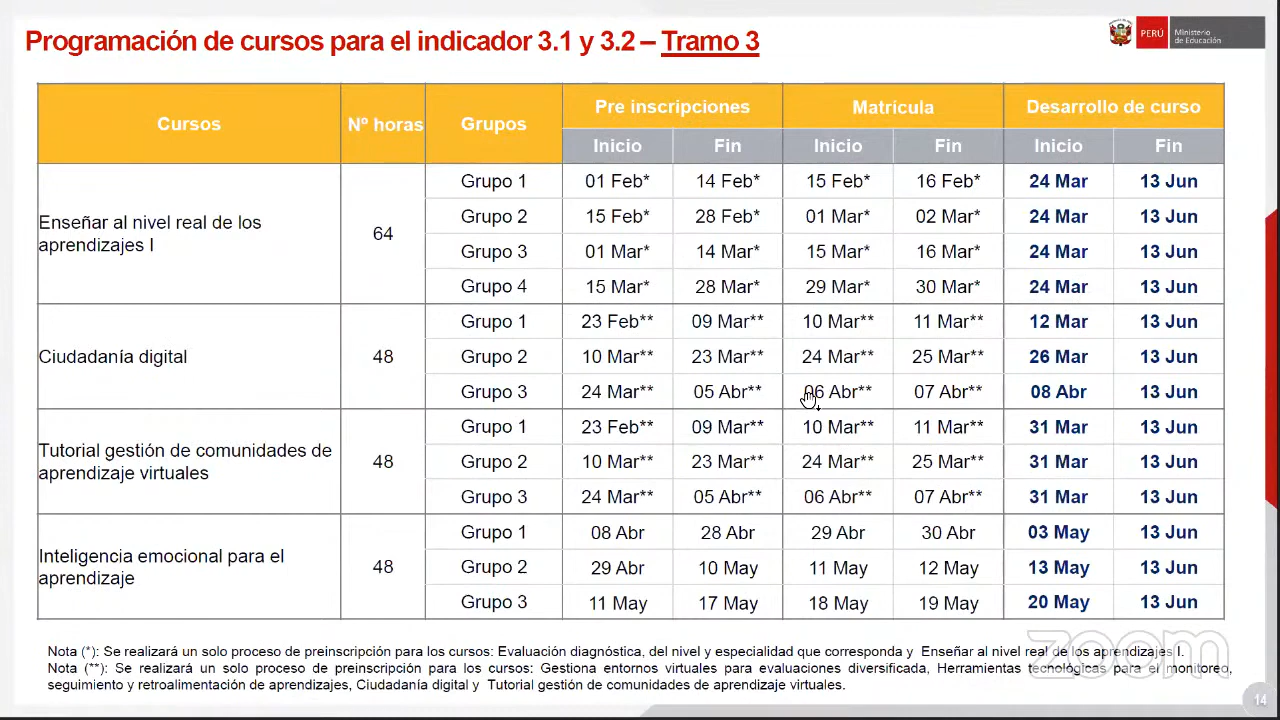 Programación de cursos para el indicador 3.1 y 3.2 – Tramo 3
PERÚ Ministerio de Educación
Cursos Nº horas Grupos Pre inscripciones Matrícula Desarrollo de curso
Inicio Fin Inicio Fin Inicio Fin
Enseñar al nivel real de los aprendizajes I 64
Grupo 1 01 Feb* 14 Feb* 15 Feb* 16 Feb* 24 Mar 13 Jun
Grupo 2 15 Feb* 28 Feb* 01 Mar* 02 Mar* 24 Mar 13 Jun
Grupo 3 01 Mar* 14 Mar* 15 Mar* 16 Mar* 24 Mar 13 Jun
Grupo 4 15 Mar* 28 Mar* 29 Mar* 30 Mar* 24 Mar 13 Jun
Ciudadanía digital 48
Grupo 1 23 Feb** 09 Mar** 10 Mar** 11 Mar** 12 Mar 13 Jun
Grupo 2 10 Mar** 23 Mar** 24 Mar** 25 Mar** 26 Mar 13 Jun
Grupo 3 24 Mar** 05 Abr** 06 Abr** 07 Abr** 08 Abr 13 Jun
Tutorial gestión de comunidades de aprendizaje virtuales 48
Grupo 1 23 Feb** 09 Mar** 10 Mar** 11 Mar** 31 Mar 13 Jun
Grupo 2 10 Mar** 23 Mar** 24 Mar** 25 Mar** 31 Mar 13 Jun
Grupo 3 24 Mar** 05 Abr** 06 Abr** 07 Abr** 31 Mar 13 Jun
Inteligencia emocional para el aprendizaje 48
Grupo 1 08 Abr 28 Abr 29 Abr 30 Abr 03 May 13 Jun
Grupo 2 29 Abr 10 May 11 May 12 May 13 May 13 Jun
Grupo 3 11 May 17 May 18 May 19 May 20 May 13 Jun
Nota (*): Se realizará un solo proceso de preinscripción para los cursos: Evaluación diagnóstica, del nivel y especialidad que corresponda y Enseñar al nivel real de los aprendizajes I.
Nota (**): Se realizará un solo proceso de preinscripción para los cursos: Gestiona entornos virtuales para evaluaciones diversificada, Herramientas tecnológicas para el monitoreo,
seguimiento y retroalimentación de aprendizajes, Ciudadanía digital y Tutorial gestión de comunidades de aprendizaje virtuales.
zoom
14